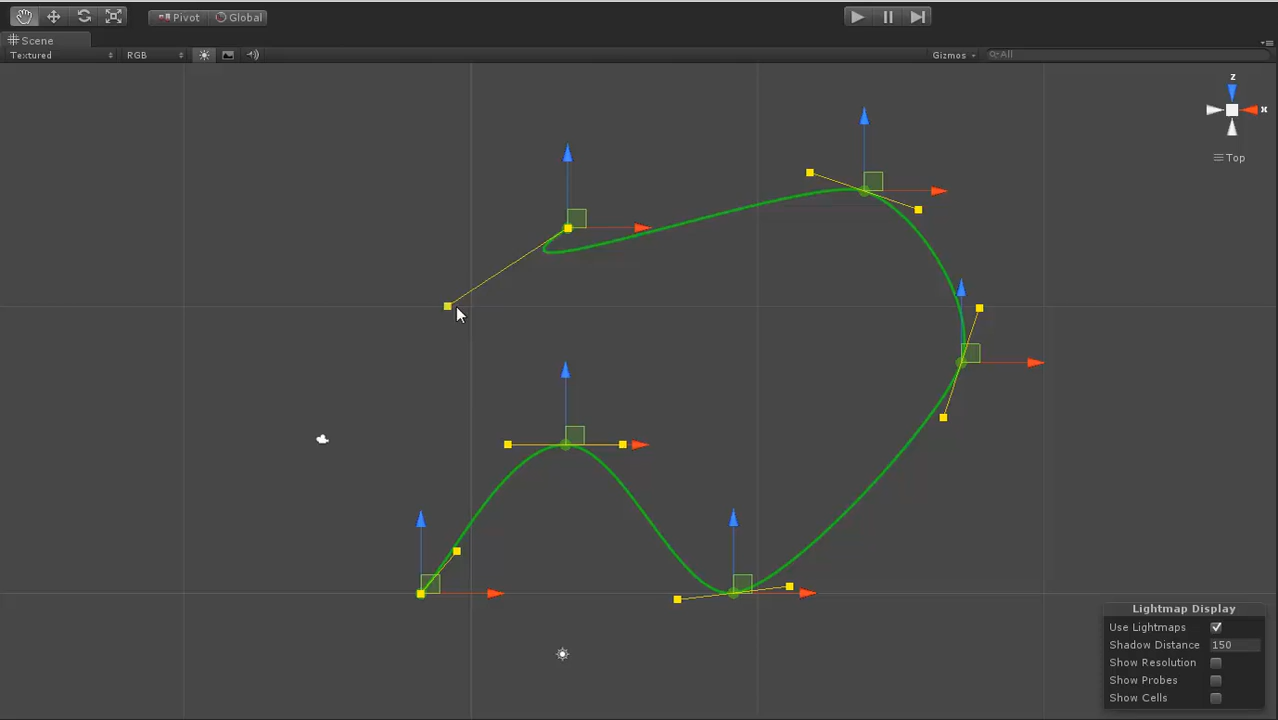 Pivot Global
Scene
Textured RGB Gizmos All
z
x
Top
Lightmap Display
Use Lightmaps
Shadow Distance 150
Show Resolution
Show Probes
Show Cells